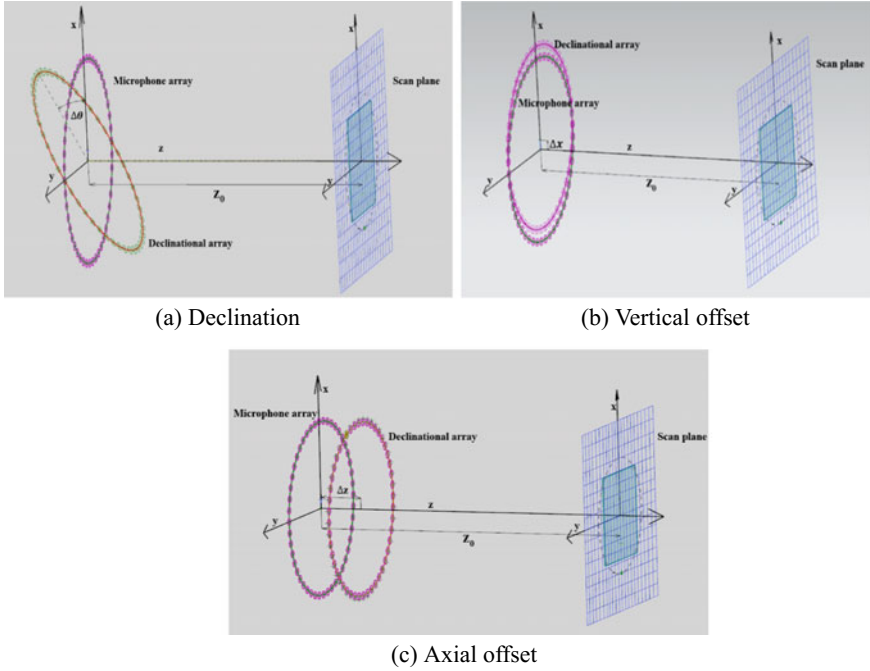 x
Microphone array
Scan plane
x
Δθ
z
y
y
Z₀
Declinational array
(a) Declination
x
Declinational array
x
Scan plane
Microphone array
Δx
z
y
y
Z₀
(b) Vertical offset
x
Microphone array
x
Declinational array
Scan plane
Δz
z
y
y
Z₀
(c) Axial offset